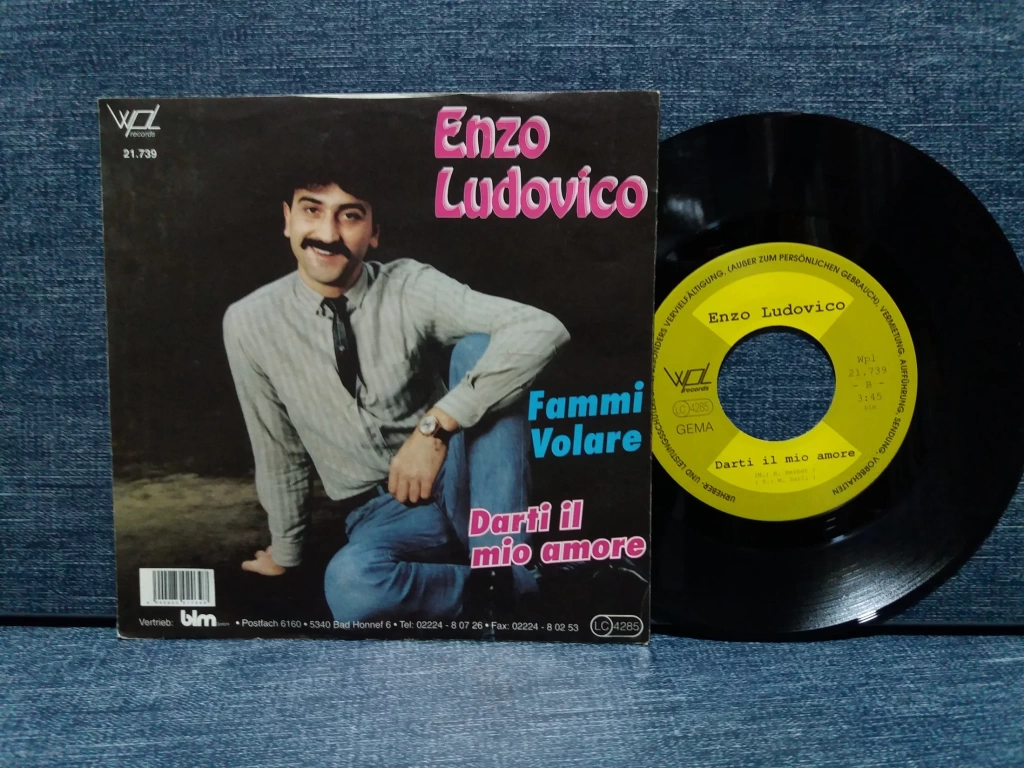 WPL
records
21.739
Enzo
Ludovico
Fammi
Volare
Darti il
mio amore
Vertrieb: blm • Postfach 6160 • 5340 Bad Honnef 6 • Tel: 02224 - 8 07 26 • Fax: 02224 - 8 02 53
LC 4285
URHEBER- UND LEISTUNGSSCHUTZ
VERVIELFÄLTIGUNG, (AUßER ZUM PERSÖNLICHEN GEBRAUCH), VERMIETUNG, AUFFÜHRUNG, SENDUNG, VORBEHALTEN
Enzo Ludovico
WPL
records
LC 4285
GEMA
Wpl
21.739
- B -
3:45
Darti il mio amore